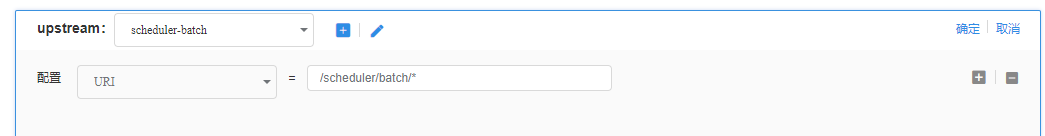 upstream: scheduler-batch 确定 取消
配置 URI = /scheduler/batch/*